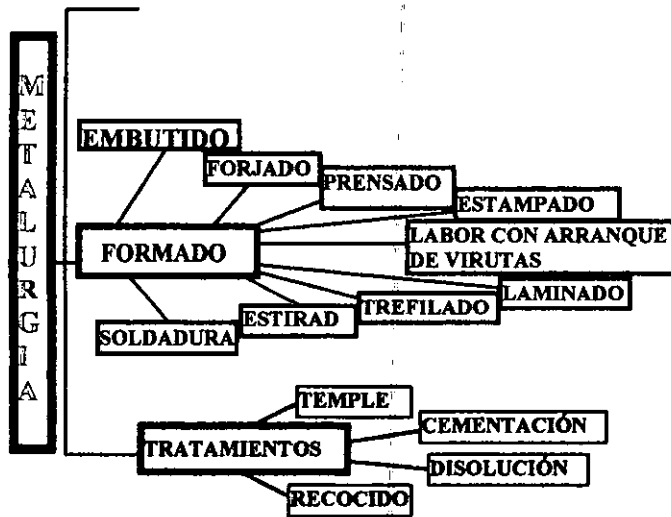 METALURGIA
EMBUTIDO
FORJADO
PRENSADO
ESTAMPADO
FORMADO
LABOR CON ARRANQUE
DE VIRUTAS
LAMINADO
TREFILADO
ESTIRAD
SOLDADURA
TEMPLE
CEMENTACIÓN
TRATAMIENTOS
DISOLUCIÓN
RECOCIDO